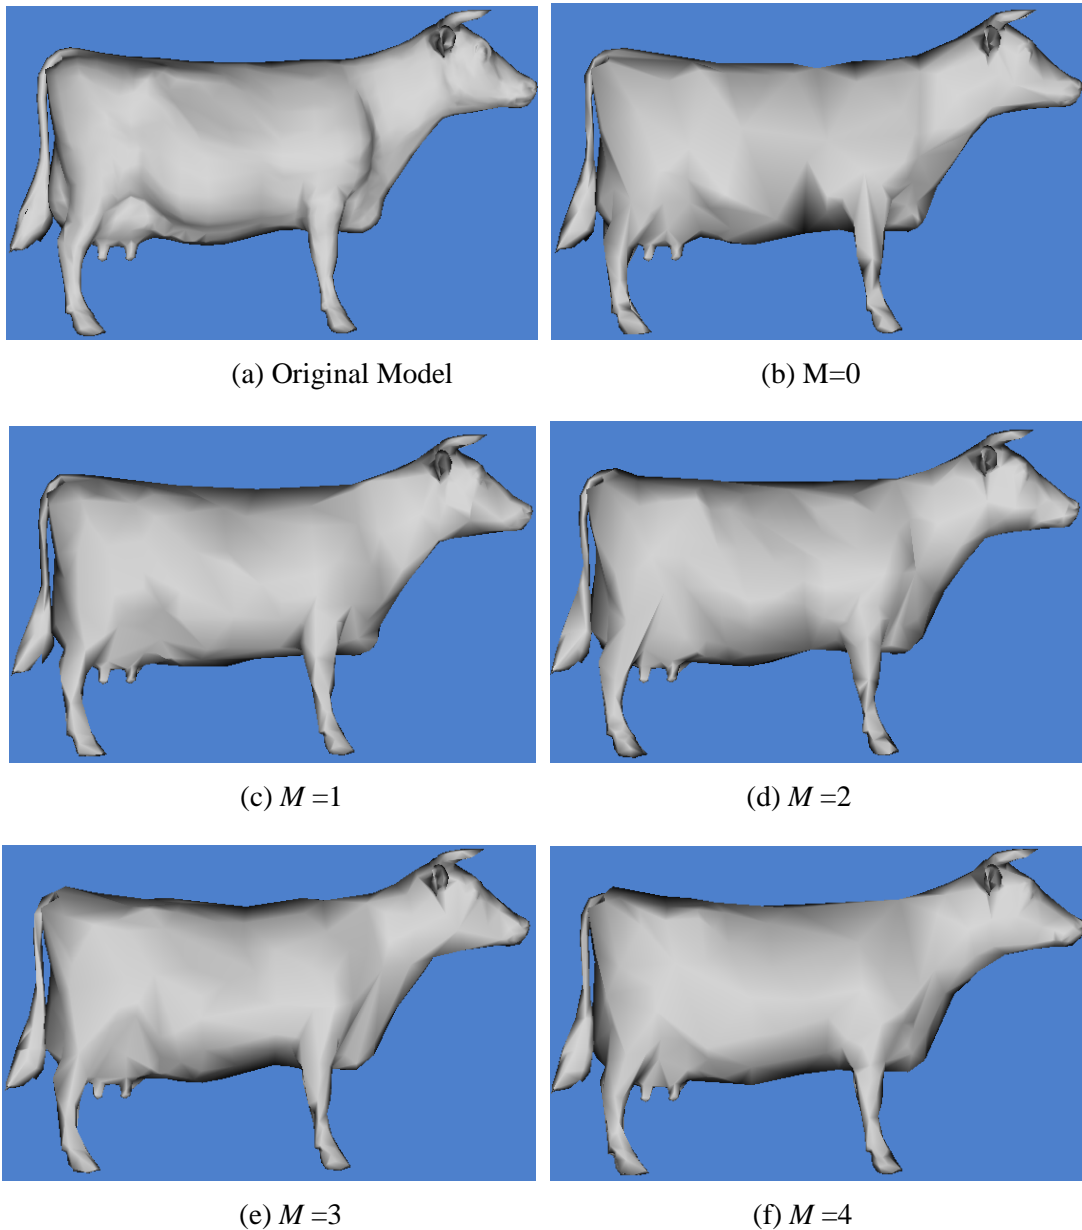 (a) Original Model
(b) M=0
(c) M =1
(d) M =2
(e) M =3
(f) M =4